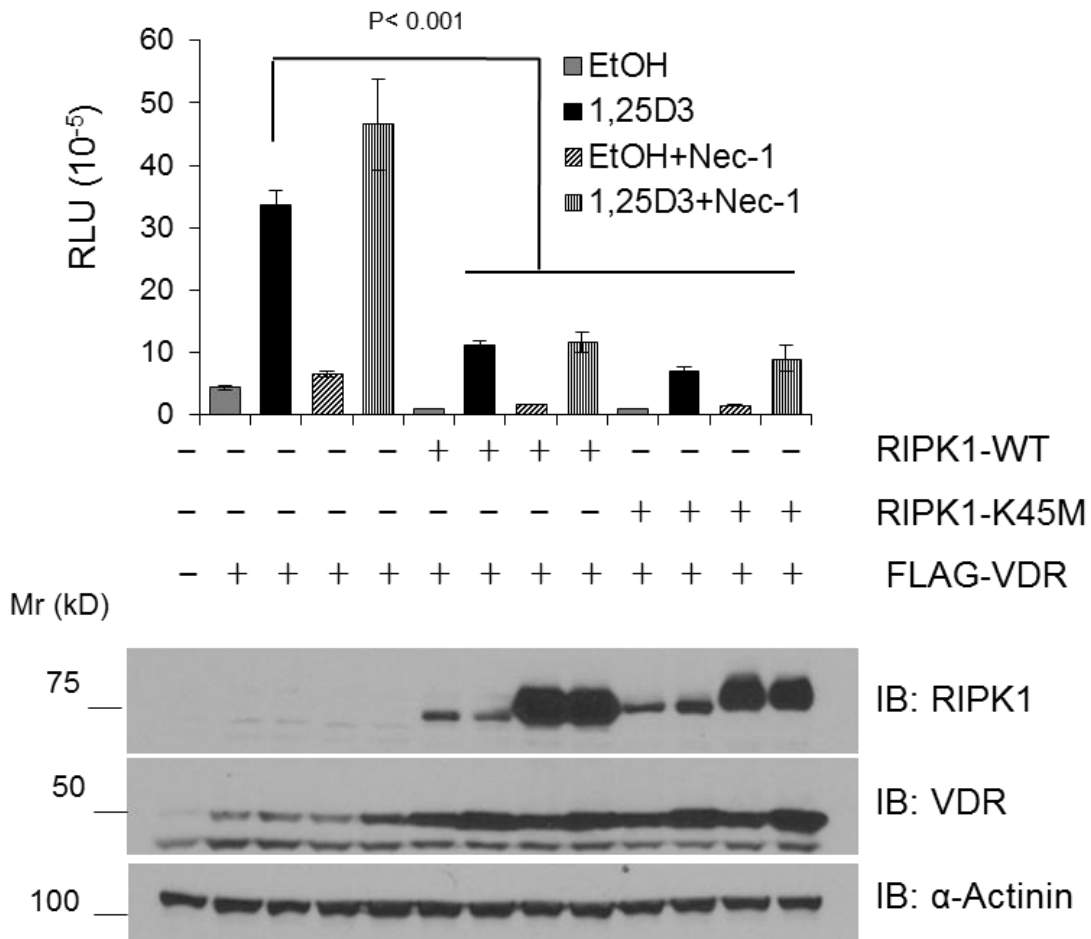 P< 0.001
60
50
40
30
20
10
0
RLU (10⁻⁵)
EtOH
1,25D3
EtOH+Nec-1
1,25D3+Nec-1
– – – – – + + + + – – – – RIPK1-WT
– – – – – – – – – + + + + RIPK1-K45M
– + + + + + + + + + + + + FLAG-VDR
Mr (kD)
75
IB: RIPK1
50
IB: VDR
100
IB: α-Actinin